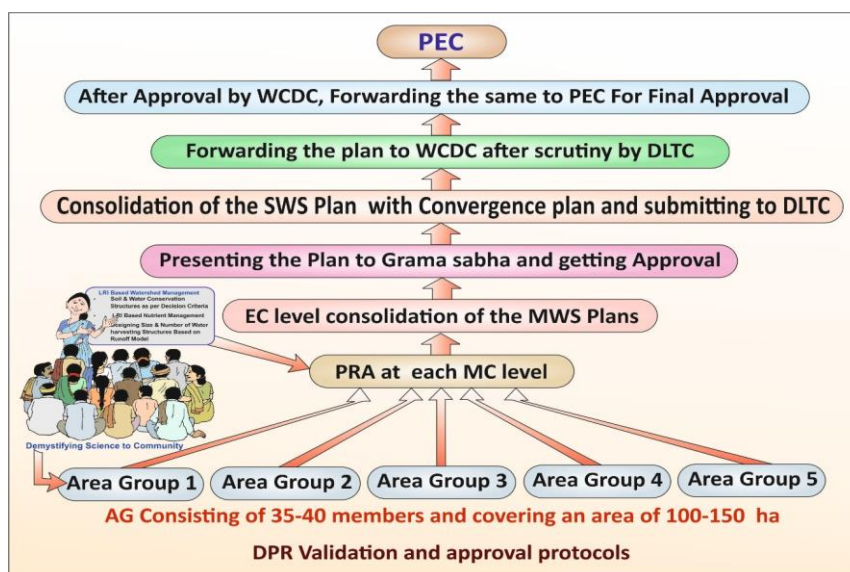 PEC
After Approval by WCDC, Forwarding the same to PEC For Final Approval
Forwarding the plan to WCDC after scrutiny by DLTC
Consolidation of the SWS Plan with Convergence plan and submitting to DLTC
Presenting the Plan to Grama sabha and getting Approval
LRI Based Watershed Management
Soil & Water Conservation
Structures as per Decision Criteria
LRI Based Nutrient Management
Designing Size & Number of Water
harvesting Structures Based on
Runoff Model
EC level consolidation of the MWS Plans
PRA at each MC level
Demystifying Science to Community
Area Group 1
Area Group 2
Area Group 3
Area Group 4
Area Group 5
AG Consisting of 35-40 members and covering an area of 100-150 ha
DPR Validation and approval protocols